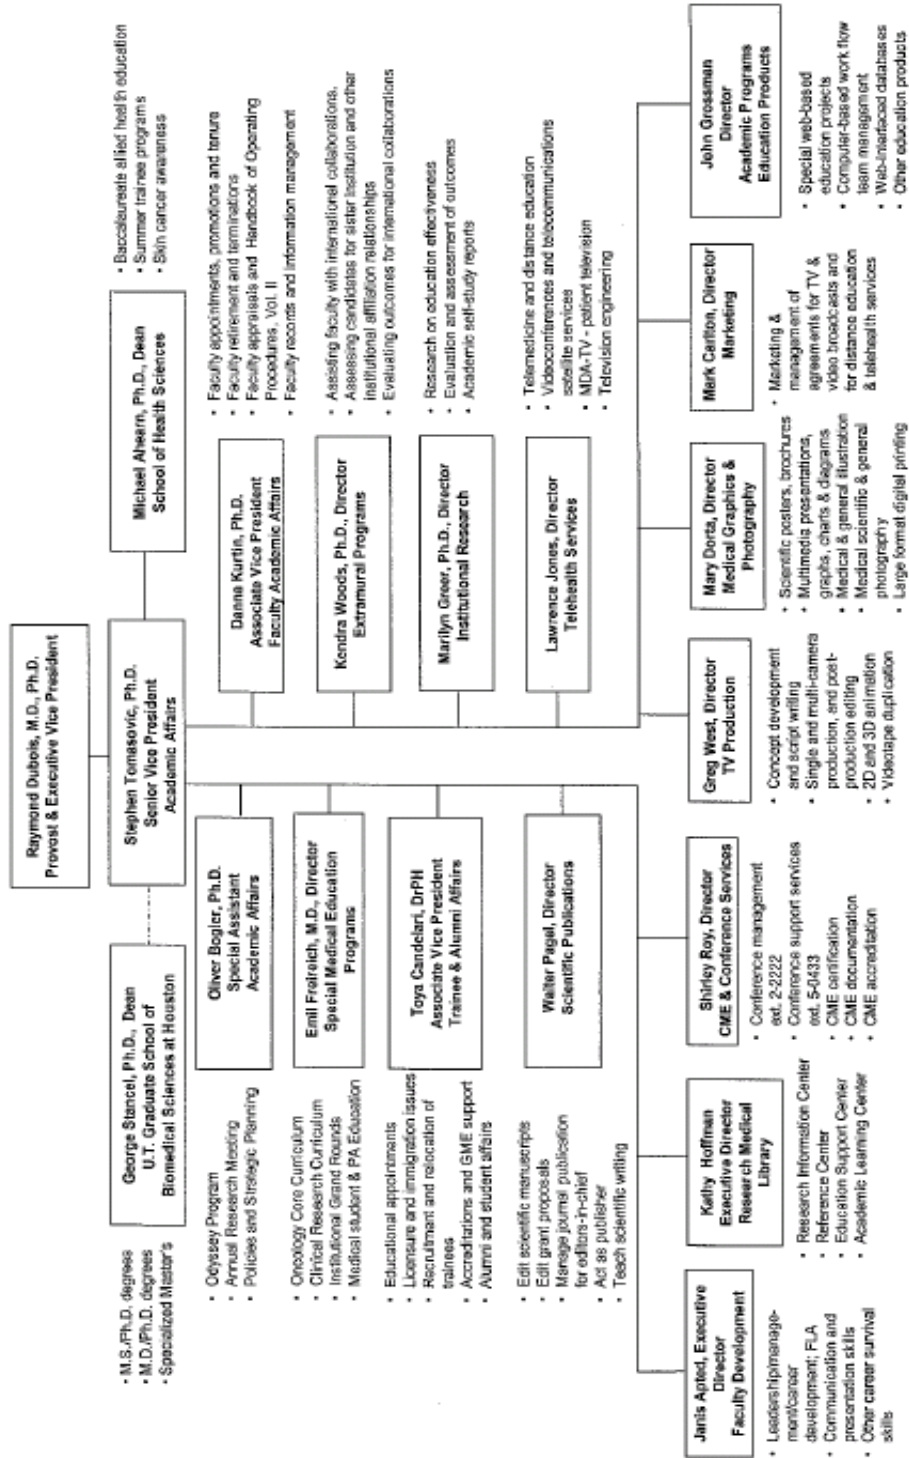 Raymond Dubois, M.D., Ph.D.
Provost & Executive Vice President
George Stancel, Ph.D., Dean
U.T. Graduate School of
Biomedical Sciences at Houston
• M.S./Ph.D. degrees
• M.D./Ph.D. degrees
• Specialized Master's
Stephen Tomasovic, Ph.D.
Senior Vice President
Academic Affairs
Michael Ahearn, Ph.D., Dean
School of Health Sciences
• Baccalaureate allied health education
• Summer trainee programs
• Skin cancer awareness
Oliver Bogler, Ph.D.
Special Assistant
Academic Affairs
• Odyssey Program
• Annual Research Meeting
• Policies and Strategic Planning
Emil Freireich, M.D., Director
Special Medical Education
Programs
• Oncology Core Curriculum
• Clinical Research Curriculum
• Institutional Grand Rounds
• Medical student & PA Education
Toya Candelari, DrPH
Associate Vice President
Trainee & Alumni Affairs
• Educational appointments
• Licensure and immigration issues
• Recruitment and relocation of
trainees
• Accreditations and GME support
• Alumni and student affairs
Walter Pagel, Director
Scientific Publications
• Edit scientific manuscripts
• Edit grant proposals
• Manage journal publication
for editors-in-chief
• Act as publisher
• Teach scientific writing
Danna Kurtin, Ph.D.
Associate Vice President
Faculty Academic Affairs
• Faculty appointments, promotions and tenure
• Faculty retirement and terminations
• Faculty appraisals and Handbook of Operating
Procedures, Vol. II
• Faculty records and information management
Kendra Woods, Ph.D., Director
Extramural Programs
• Assisting faculty with international collaborations,
• Assessing candidates for sister institution and other
institutional affiliation relationships
• Evaluating outcomes for international collaborations
Marilyn Greer, Ph.D., Director
Institutional Research
• Research on education effectiveness
• Evaluation and assessment of outcomes
• Academic self-study reports
Lawrence Jones, Director
Telehealth Services
• Telemedicine and distance education
• Videoconferences and telecommunications
satellite services
• MDA-TV - patient television
• Television engineering
Janis Apted, Executive
Director
Faculty Development
• Leadership/manage-
ment/career
development; FLA
• Communication and
presentation skills
• Other career survival
skills
Kathy Hoffman
Executive Director
Research Medical
Library
• Research Information Center
• Reference Center
• Education Support Center
• Academic Learning Center
Shirley Roy, Director
CME & Conference Services
• Conference management
ext. 2-2222
• Conference support services
ext. 5-0433
• CME certification
• CME documentation
• CME accreditation
Greg West, Director
TV Production
• Concept development
and script writing
• Single and multi-camera
production, and post-
production editing
• 2D and 3D animation
• Videotape duplication
Mary Dorta, Director
Medical Graphics &
Photography
• Scientific posters, brochures
• Multimedia presentations,
graphs, charts & diagrams
• Medical & general illustration
• Medical scientific & general
photography
• Large format digital printing
Mark Carlton, Director
Marketing
• Marketing &
management of
agreements for TV &
video broadcasts and
for distance education
& telehealth services
John Grossman
Director
Academic Programs
Education Products
• Special web-based
education projects
• Computer-based work flow
team management
• Web-interfaced databases
• Other education products